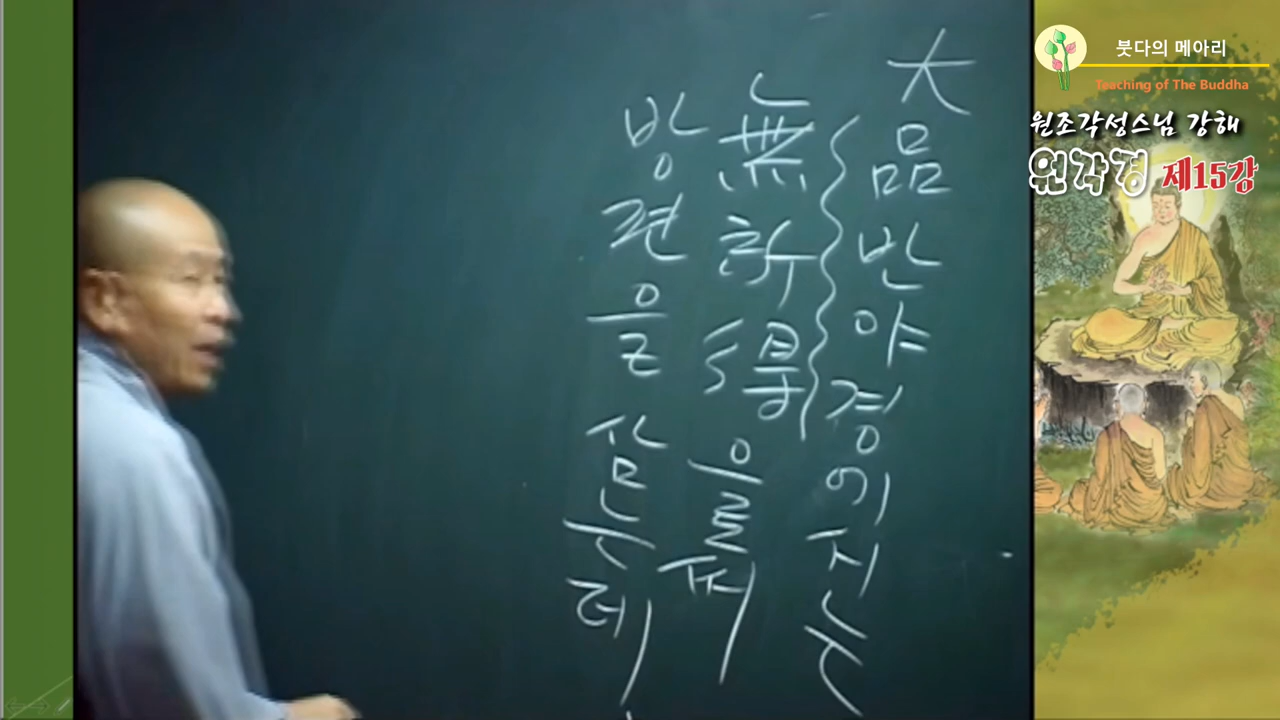 大品반야경에서는
無所得으로써
방편을 삼는데
붓다의 메아리
Teaching of The Buddha
원조각성스님 강해
원각경 제15강